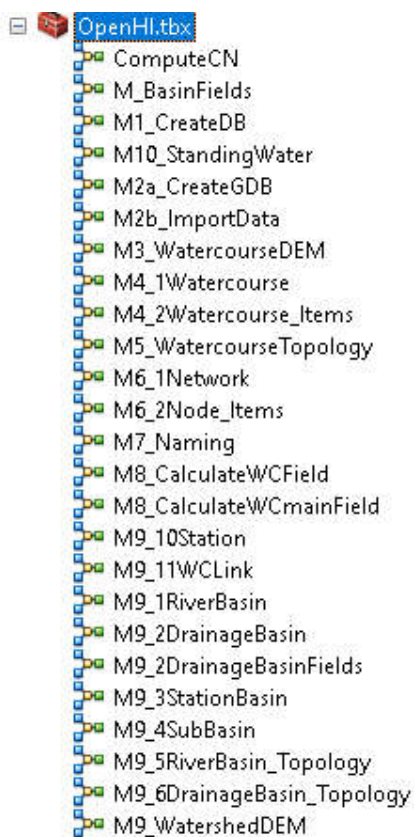 OpenHI.tbx
ComputeCN
M_BasinFields
M1_CreateDB
M10_StandingWater
M2a_CreateGDB
M2b_ImportData
M3_WatercourseDEM
M4_1Watercourse
M4_2Watercourse_Items
M5_WatercourseTopology
M6_1Network
M6_2Node_Items
M7_Naming
M8_CalculateWCField
M8_CalculateWCmainField
M9_10Station
M9_11WCLink
M9_1RiverBasin
M9_2DrainageBasin
M9_2DrainageBasinFields
M9_3StationBasin
M9_4SubBasin
M9_5RiverBasin_Topology
M9_6DrainageBasin_Topology
M9_WatershedDEM